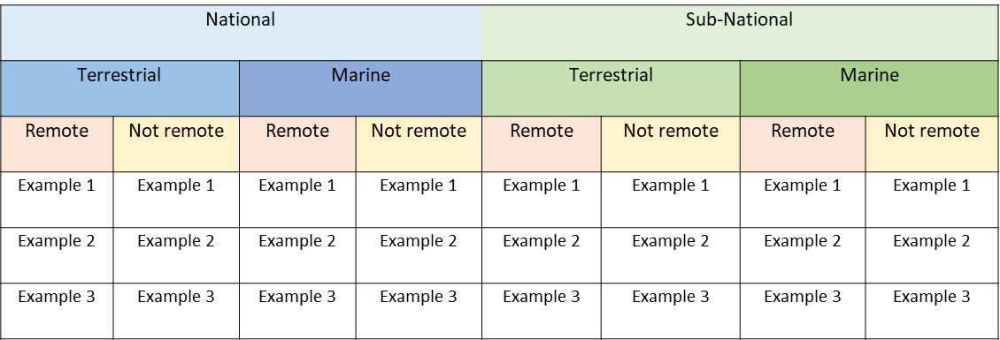 National Sub-National
Terrestrial Marine Terrestrial Marine
Remote Not remote Remote Not remote Remote Not remote Remote Not remote
Example 1 Example 1 Example 1 Example 1 Example 1 Example 1 Example 1 Example 1
Example 2 Example 2 Example 2 Example 2 Example 2 Example 2 Example 2 Example 2
Example 3 Example 3 Example 3 Example 3 Example 3 Example 3 Example 3 Example 3